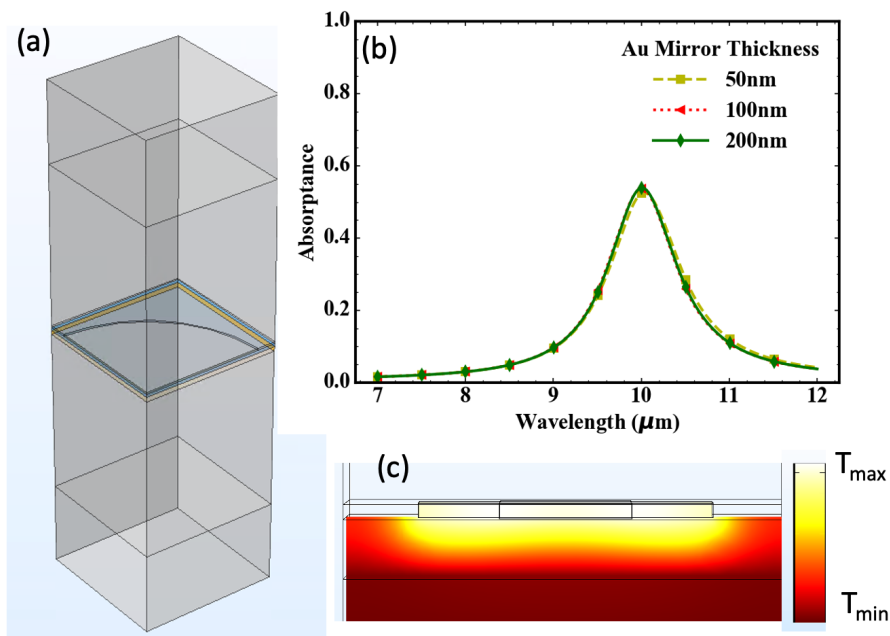 (a)
(b)
Au Mirror Thickness
50nm
100nm
200nm
1.0
0.8
0.6
0.4
0.2
0.0
Absorptance
7 8 9 10 11 12
Wavelength (μm)
(c)
Tmax
Tmin